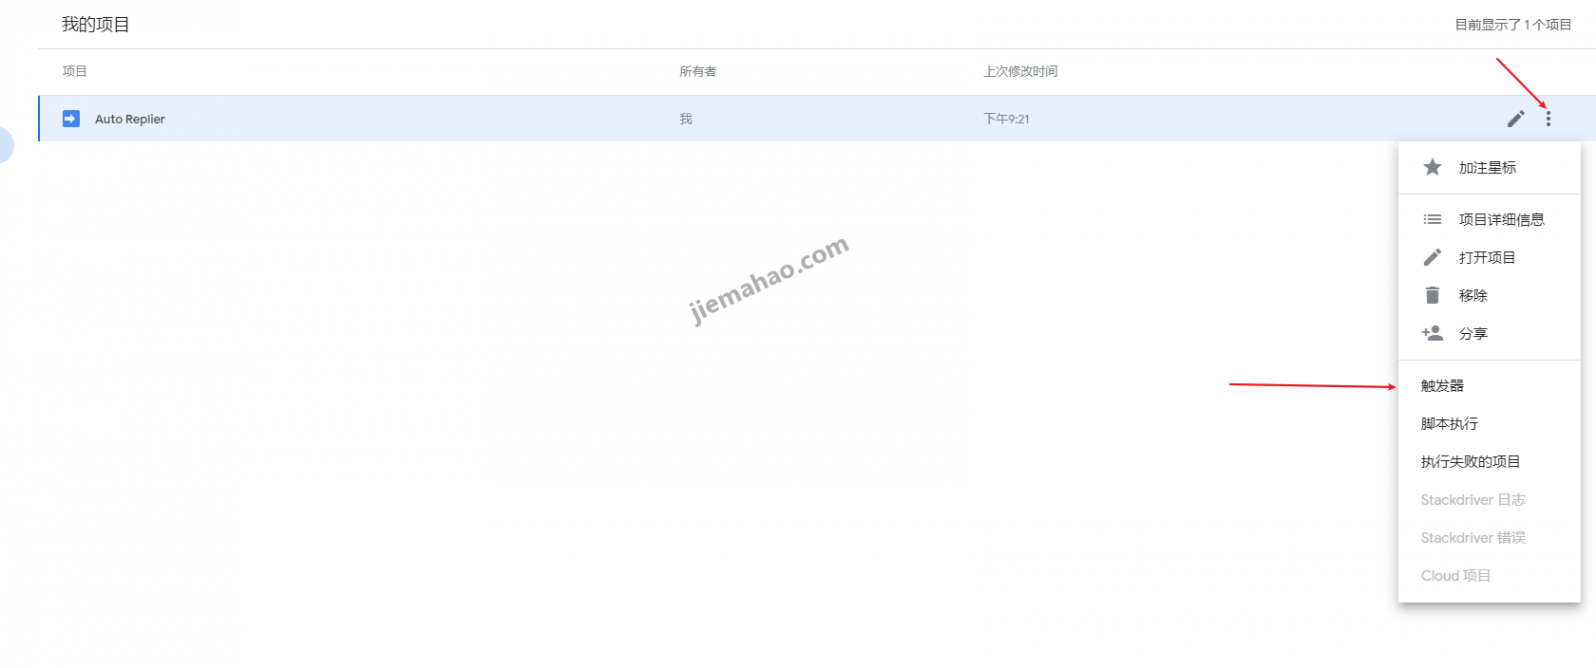 我的项目
目前显示了 1 个项目
项目 所有者 上次修改时间
Auto Replier 我 下午9:21
加注星标
项目详细信息
打开项目
移除
分享
触发器
脚本执行
执行失败的项目
Stackdriver 日志
Stackdriver 错误
Cloud 项目
jiemahao.com